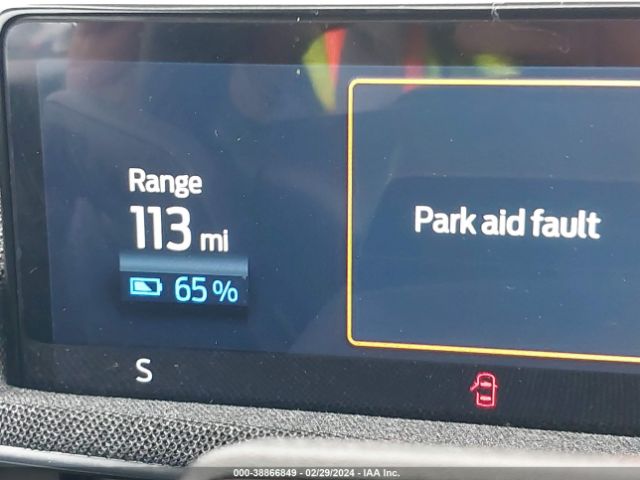 Range
113 mi
65%
Park aid fault
S
000-38866849 - 02/29/2024 - IAA Inc.